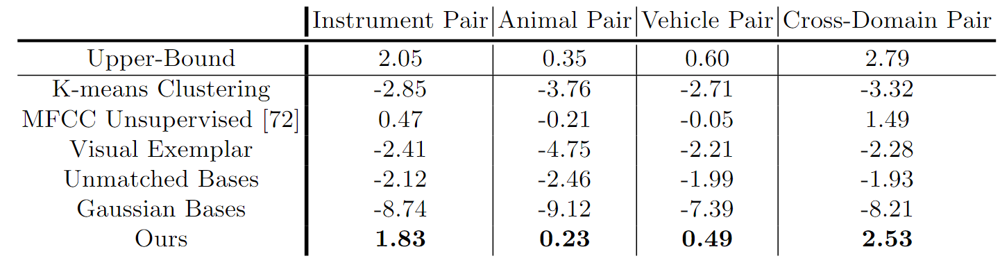 Instrument Pair Animal Pair Vehicle Pair Cross-Domain Pair
Upper-Bound 2.05 0.35 0.60 2.79
K-means Clustering -2.85 -3.76 -2.71 -3.32
MFCC Unsupervised [72] 0.47 -0.21 -0.05 1.49
Visual Exemplar -2.41 -4.75 -2.21 -2.28
Unmatched Bases -2.12 -2.46 -1.99 -1.93
Gaussian Bases -8.74 -9.12 -7.39 -8.21
Ours 1.83 0.23 0.49 2.53